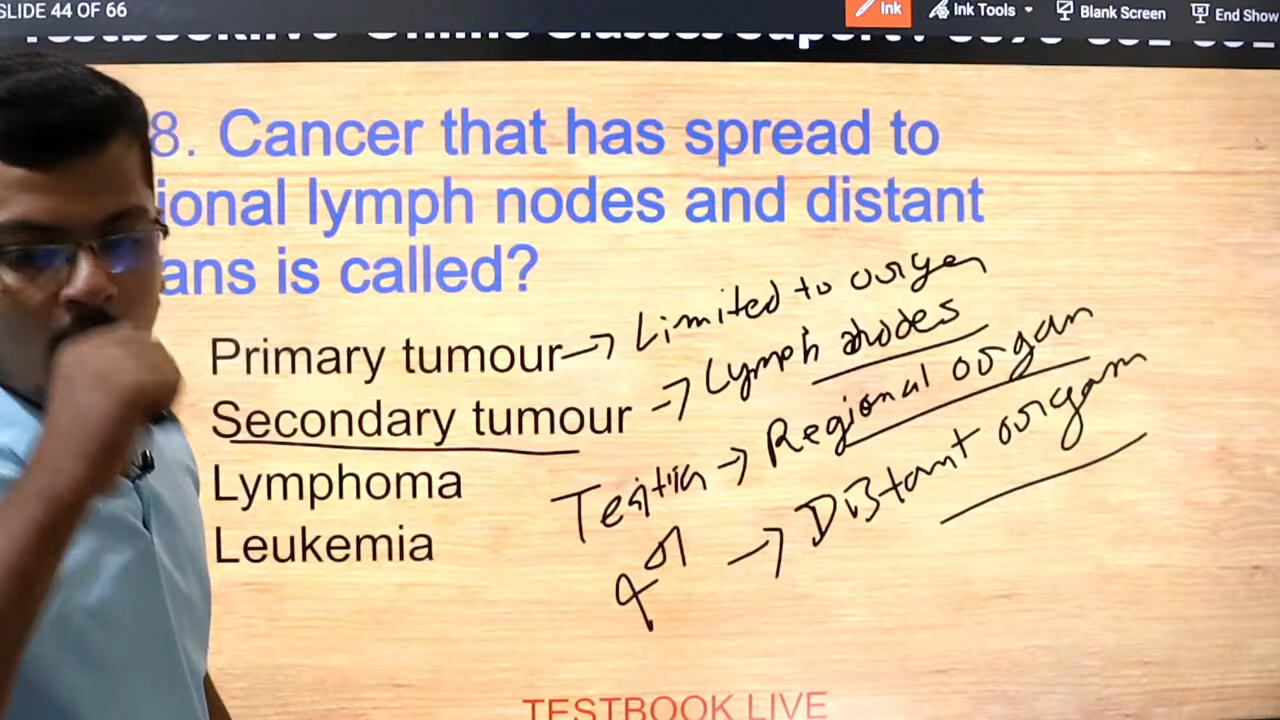 SLIDE 44 OF 66
Ink
Ink Tools
Blank Screen
End Show
8. Cancer that has spread to
ional lymph nodes and distant
ans is called?
Primary tumour → Limited to organ
Secondary tumour → Lymph nodes
→ Regional organ
Lymphoma
→ Distant organ
Leukemia
TESTBOOK LIVE